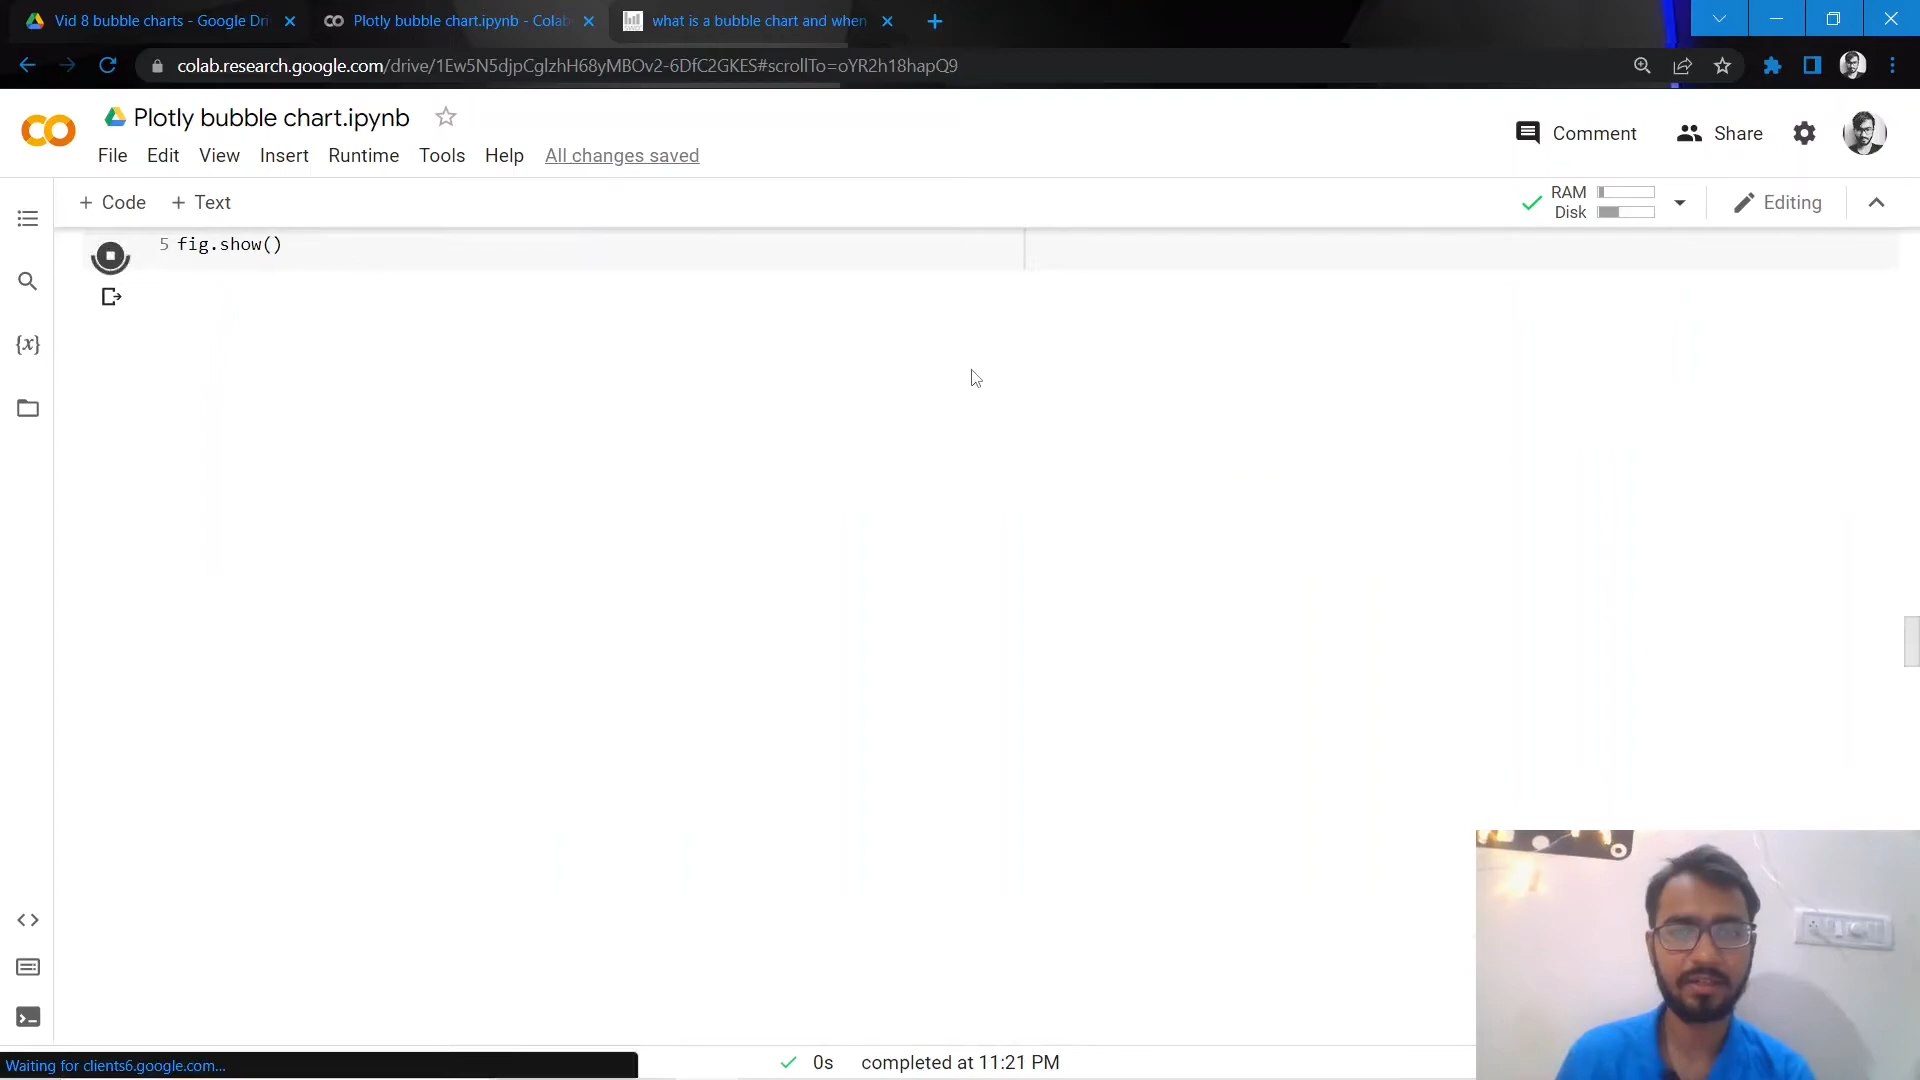 Vid 8 bubble charts - Google Dri
Plotly bubble chart.ipynb - Colab
what is a bubble chart and when
colab.research.google.com/drive/1Ew5N5djpCglzhH68yMBOv2-6DfC2GKES#scrollTo=oYR2h18hapQ9
Plotly bubble chart.ipynb
Comment
Share
File Edit View Insert Runtime Tools Help All changes saved
+ Code + Text
RAM
Disk
Editing
5 fig.show()
{x}
Waiting for clients6.google.com...
0s completed at 11:21 PM